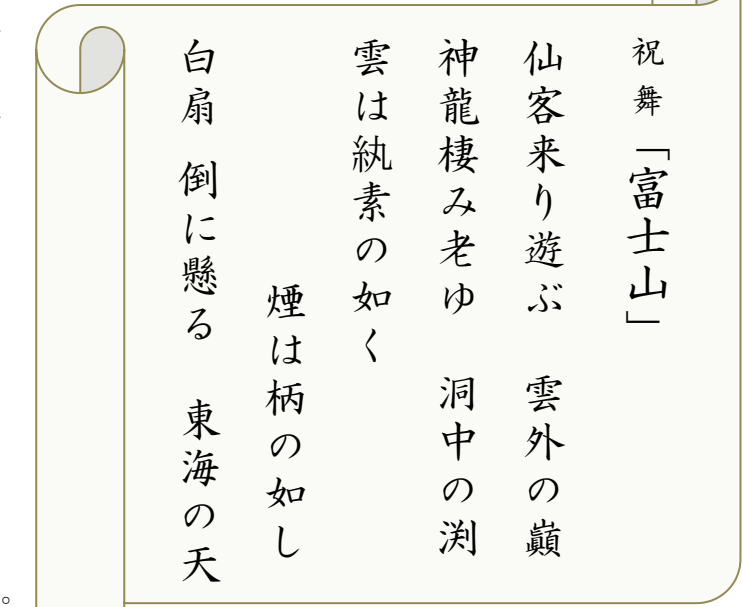 祝舞「富士山」
仙客来り遊ぶ　雲外の巓
神龍棲み老ゆ　洞中の渕
雲は紈素の如く
煙は柄の如し
白扇　倒に懸る　東海の天
。